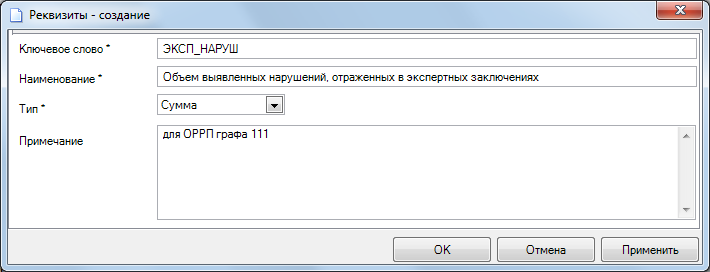 Реквизиты - создание
Ключевое слово * ЭКСП_НАРУШ
Наименование * Объем выявленных нарушений, отраженных в экспертных заключениях
Тип * Сумма
Примечание для ОРРП графа 111
ОК Отмена Применить